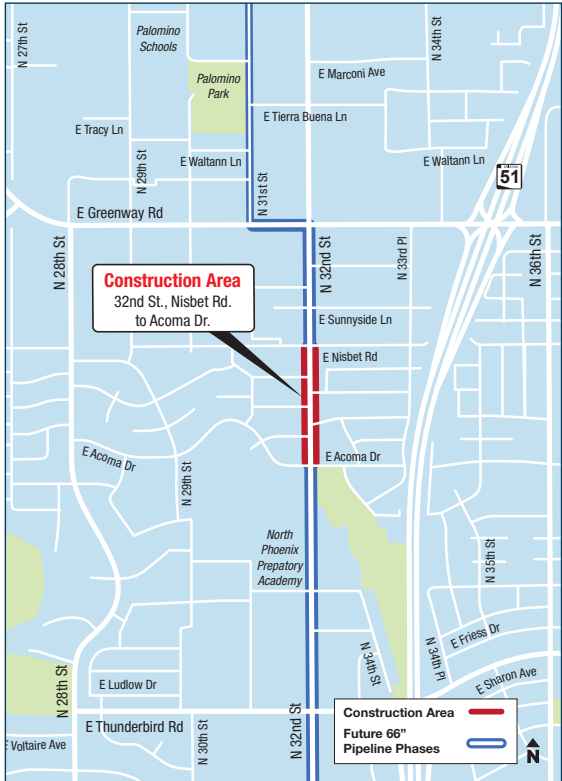 N 27th St
Palomino
Schools
N 34th St
E Marconi Ave
Palomino
Park
E Tierra Buena Ln
E Tracy Ln
E Waltann Ln
E Waltann Ln
N 29th St
ARIZONA
51
N 31st St
E Greenway Rd
N 28th St
32nd St
N 33rd Pl
N 36th St
Construction Area
32nd St., Nisbet Rd.
to Acoma Dr.
E Sunnyside Ln
E Nisbet Rd
E Acoma Dr
E Acoma Dr
N 29th St
North
Phoenix
Prepatory
Academy
N 35th St
E Friess Dr
N 34th St
N 34th Pl
E Sharon Ave
N 28th St
E Ludlow Dr
N 32nd St
E Thunderbird Rd
N 30th St
E Voltaire Ave
Construction Area
Future 66”
Pipeline Phases
N